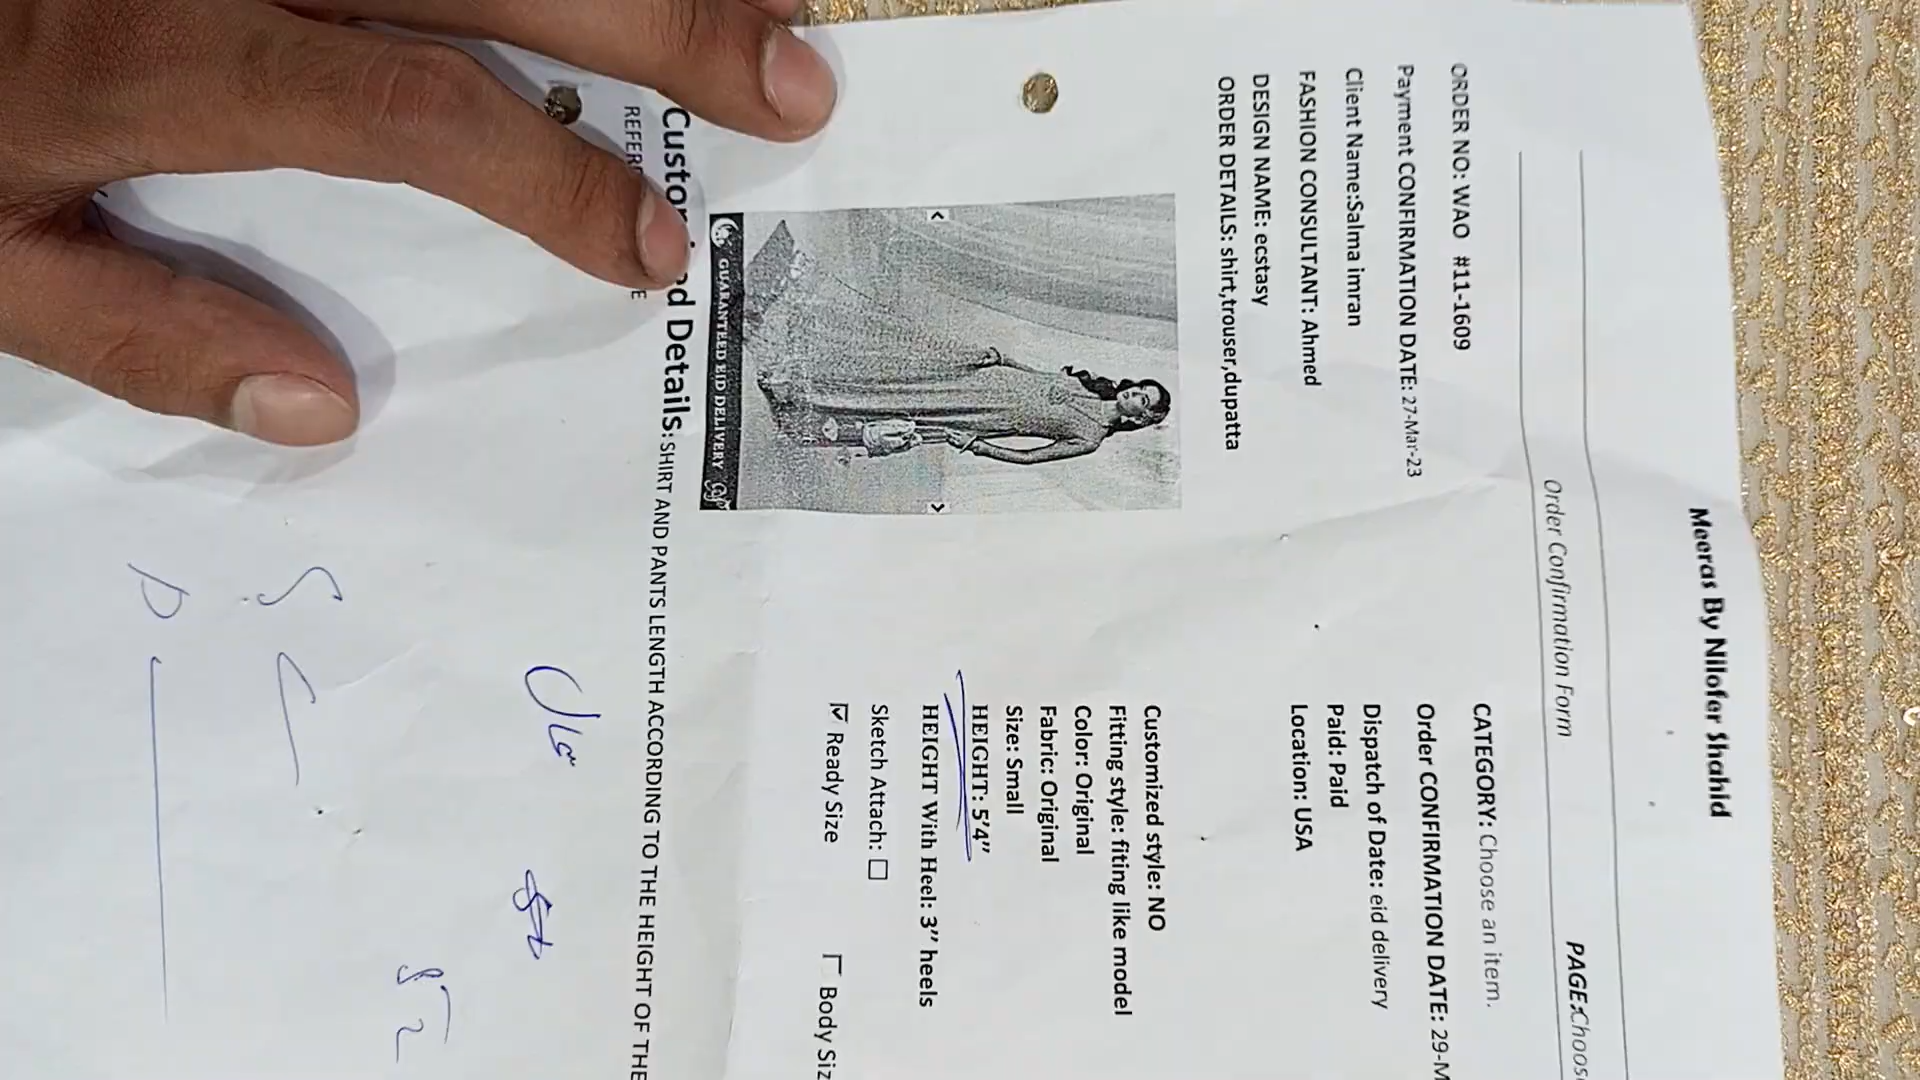 Meeras By Nilofer Shahid
Order Confirmation Form
PAGE:Choose
ORDER NO: WAO #11-1609
CATEGORY: Choose an item.
Payment CONFIRMATION DATE: 27-Mar-23
Order CONFIRMATION DATE: 29-M
Client Name:Salma imran
Dispatch of Date: eid delivery
Paid: Paid
FASHION CONSULTANT: Ahmed
Location: USA
DESIGN NAME: ecstasy
ORDER DETAILS: shirt,trouser,dupatta
Customized style: NO
Fitting style: fiting like model
Color: Original
Fabric: Original
Size: Small
HEIGHT: 5'4"
HEIGHT With Heel: 3" heels
Sketch Attach: ☐
☑ Ready Size
☐ Body Siz
GUARANTEED EID DELIVERY
Details: SHIRT AND PANTS LENGTH ACCORDING TO THE HEIGHT OF THE